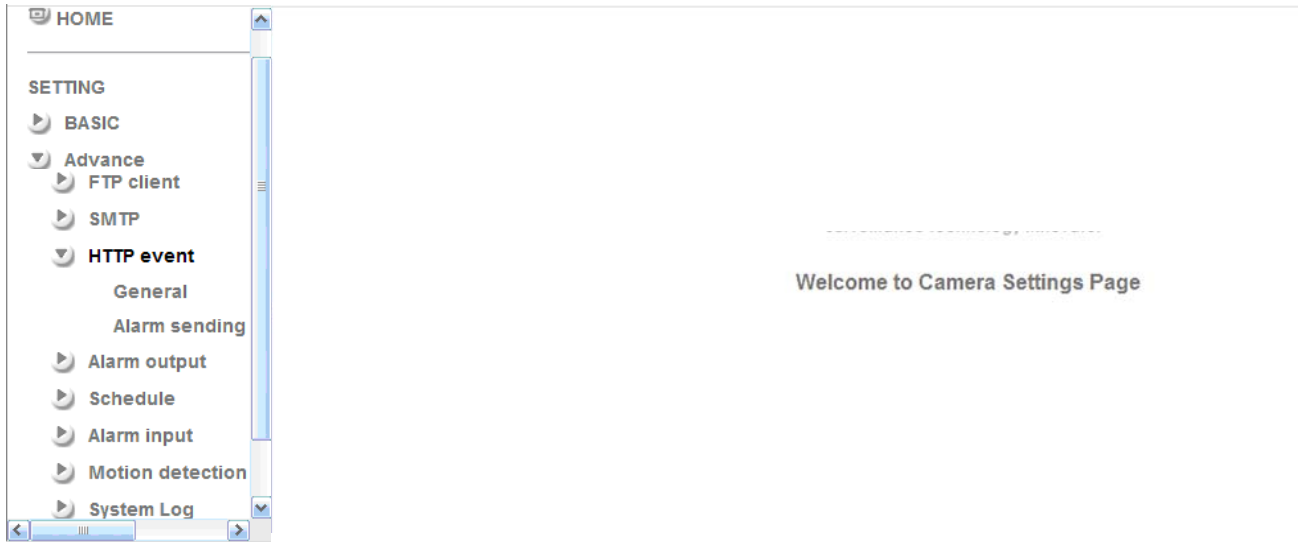 HOME
SETTING
BASIC
Advance
FTP client
SMTP
HTTP event
General
Alarm sending
Alarm output
Schedule
Alarm input
Motion detection
System Log
Welcome to Camera Settings Page